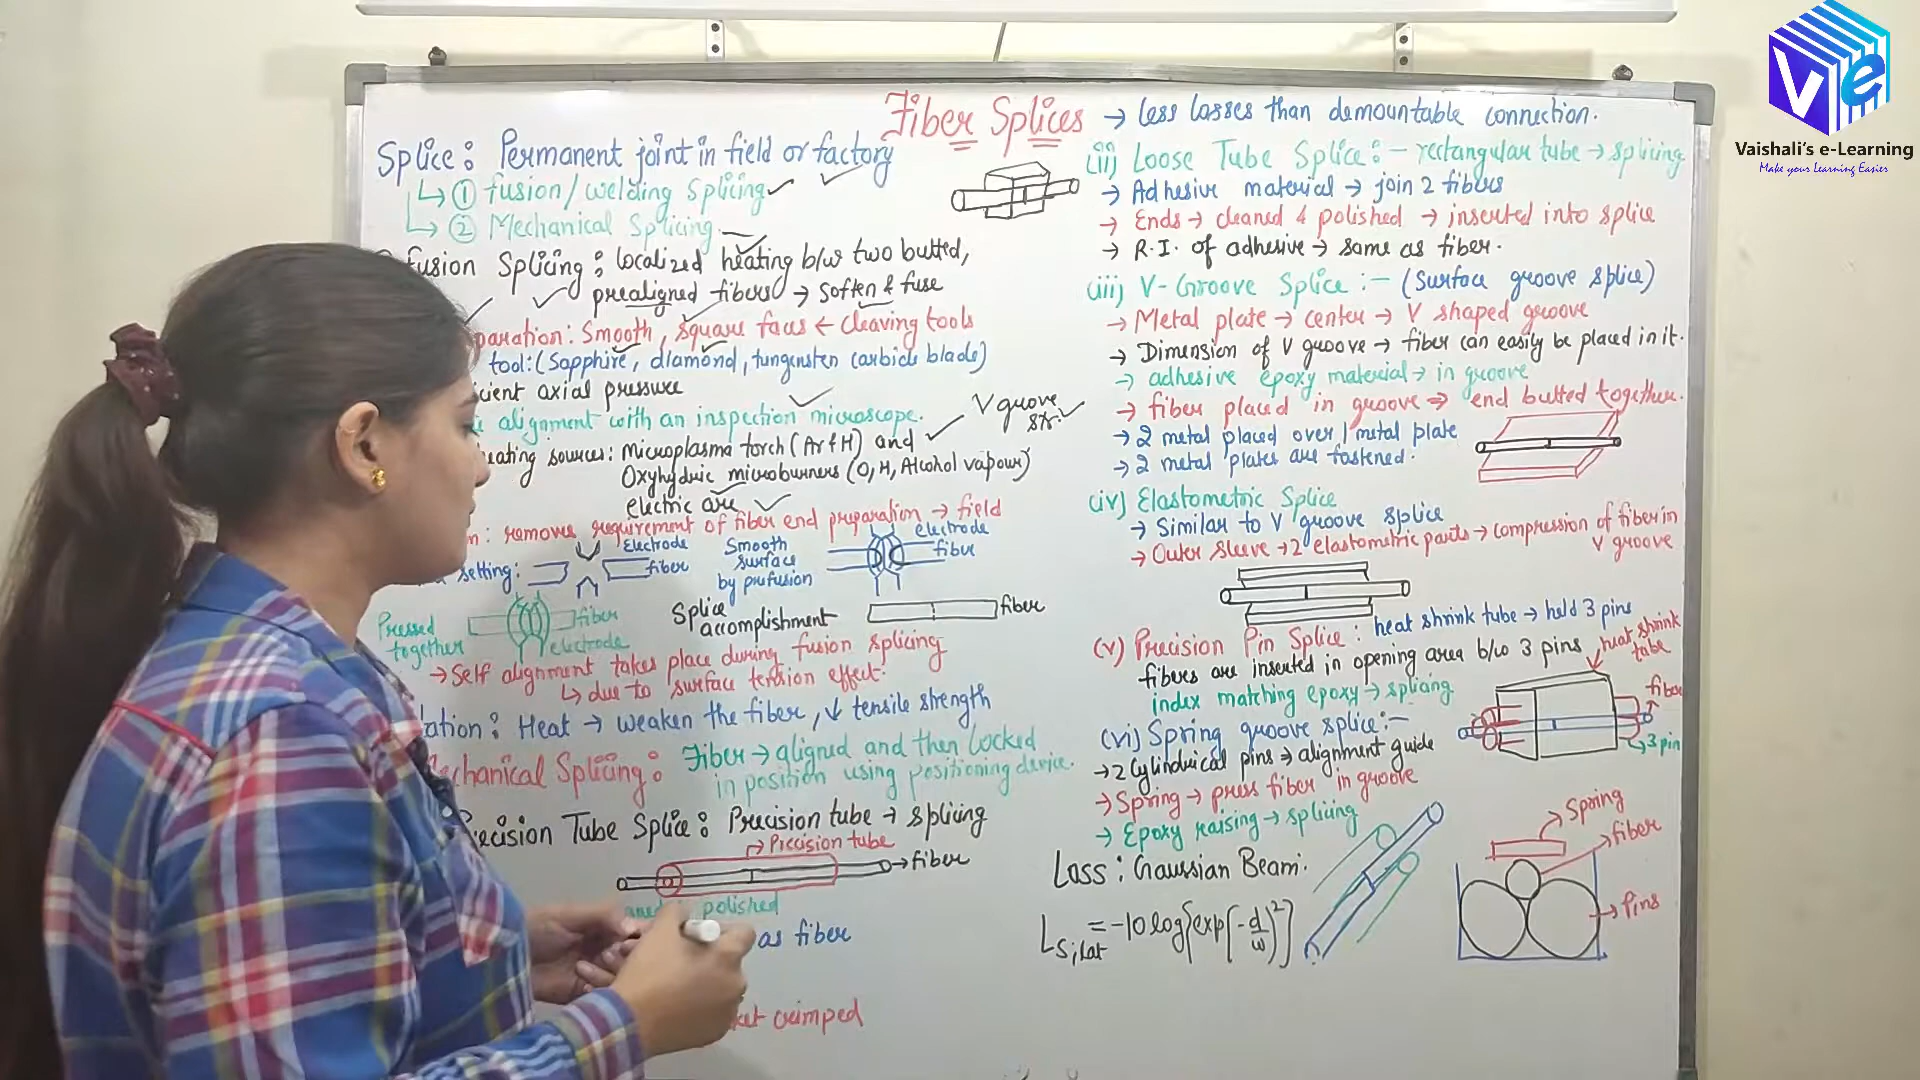 Fiber Splices → Less losses than demountable connection.
Splice: Permanent joint in field or factory
↳ ① fusion/welding splicing
↳ ② Mechanical Splicing.
fusion Splicing: localized heating b/w two butted,
prealigned fibers → soften & fuse
paration: Smooth, square faces ← cleaving tools
tool: (Sapphire, diamond, tungunsten carbide blade)
icient axial pressure
alignment with an inspection microscope.
V groove
str.
eating sources: microplasma torch (Ar & H) and
Oxyhydric microburners (O, H, Alcohol vapour)
electric arc
n: removes requirement of fiber end preparation → field
setting:
Electrode
fiber
Smooth
surface
by prefusion
electrode
fiber
Pressed
together
fiber
electrode
Splice
accomplishment
fiber
→ Self alignment takes place during fusion splicing
↳ due to surface tension effect.
tation: Heat → weaken the fiber, ↓ tensile strength
Mechanical Splicing: Fiber → aligned and then locked
in position using positioning device.
recision Tube Splice: Precision tube → splicing
→ Precision tube
→ fiber
aned & polished
as fiber
ket crimped
(ii) Loose Tube Splice:- rectangular tube → splicing
→ Adhesive material → join 2 fibers
→ Ends → cleaned & polished → inserted into splice
→ R.I. of adhesive → same as fiber.
(iii) V-Groove Splice:- (Surface groove splice)
→ Metal plate → center → V shaped groove
→ Dimension of V groove → fiber can easily be placed in it.
→ adhesive epoxy material → in groove
→ fiber placed in groove ⇒ end butted together.
→ 2 metal placed over 1 metal plate
→ 2 metal plates are fastened.
(iv) Elastometric Splice
→ Similar to V groove splice
→ Outer sleeve → 2 elastometric parts → compression of fiber in
V groove
(v) Precision Pin Splice: heat shrink tube → held 3 pins
fibers are inserted in opening area b/w 3 pins
index matching epoxy → splicing
heat shrink
tube
fiber
→ 3 pin
(vi) Spring groove splice:-
→ 2 Cylindrical pins ⇒ alignment guide
→ Spring → press fiber in groove
→ Epoxy raising → splicing
Spring
fiber
→ Pins
Loss: Gaussian Beam.
L_{S;lat} = -10 log{exp(-d/ω)²}
Ve
Vaishali's e-Learning
Make your Learning Easier